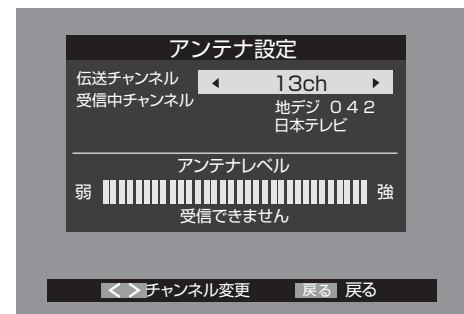 アンテナ設定
伝送チャンネル ◀ 13ch ▶
受信中チャンネル 地デジ 042
日本テレビ
アンテナレベル
弱 強
受信できません
＜＞チャンネル変更 戻る 戻る